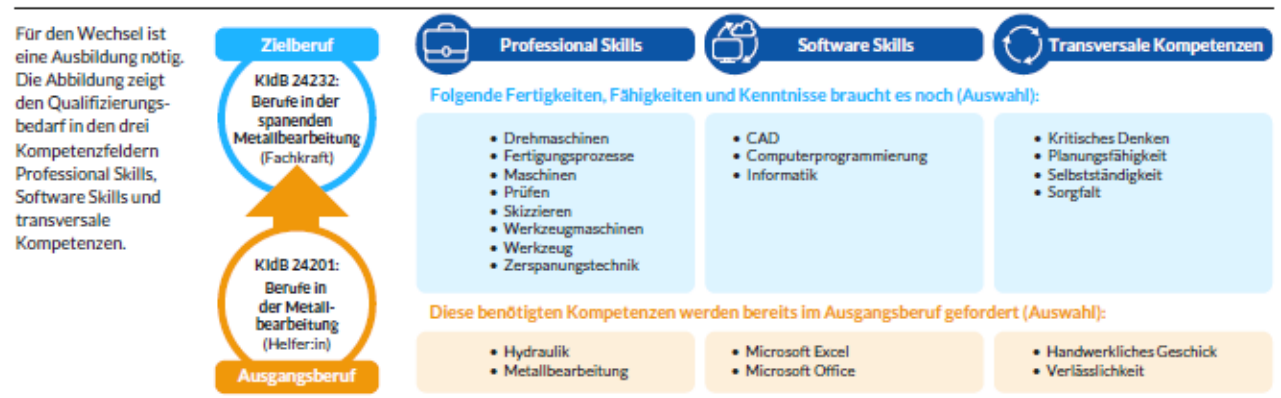 Für den Wechsel ist
eine Ausbildung nötig.
Die Abbildung zeigt
den Qualifizierungs-
bedarf in den drei
Kompetenzfeldern
Professional Skills,
Software Skills und
transversale
Kompetenzen.
Zielberuf
KldB 24232:
Berufe in der
spanenden
Metallbearbeitung
(Fachkraft)
KldB 24201:
Berufe in
der Metall-
bearbeitung
(Helfer:in)
Ausgangsberuf
Professional Skills
Software Skills
Transversale Kompetenzen
Folgende Fertigkeiten, Fähigkeiten und Kenntnisse braucht es noch (Auswahl):
• Drehmaschinen
• Fertigungsprozesse
• Maschinen
• Prüfen
• Skizzieren
• Werkzeugmaschinen
• Werkzeug
• Zerspanungstechnik
• CAD
• Computerprogrammierung
• Informatik
• Kritisches Denken
• Planungsfähigkeit
• Selbstständigkeit
• Sorgfalt
Diese benötigten Kompetenzen werden bereits im Ausgangsberuf gefordert (Auswahl):
• Hydraulik
• Metallbearbeitung
• Microsoft Excel
• Microsoft Office
• Handwerkliches Geschick
• Verlässlichkeit